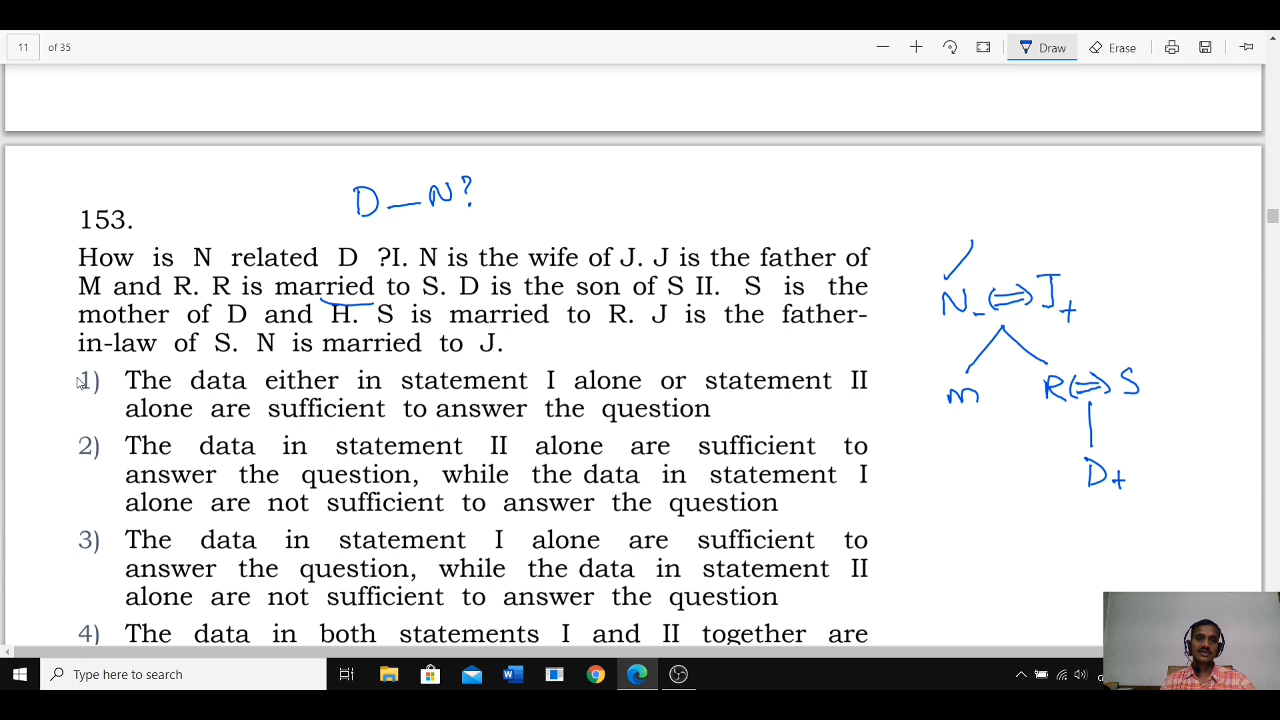 11 of 35
Draw
Erase
D — N?
153.
How is N related D ?I. N is the wife of J. J is the father of
M and R. R is married to S. D is the son of S II. S is the
mother of D and H. S is married to R. J is the father-
in-law of S. N is married to J.
1) The data either in statement I alone or statement II
alone are sufficient to answer the question
2) The data in statement II alone are sufficient to
answer the question, while the data in statement I
alone are not sufficient to answer the question
3) The data in statement I alone are sufficient to
answer the question, while the data in statement II
alone are not sufficient to answer the question
4) The data in both statements I and II together are
N - ⇔ J +
m R ⇔ S
D +
Type here to search